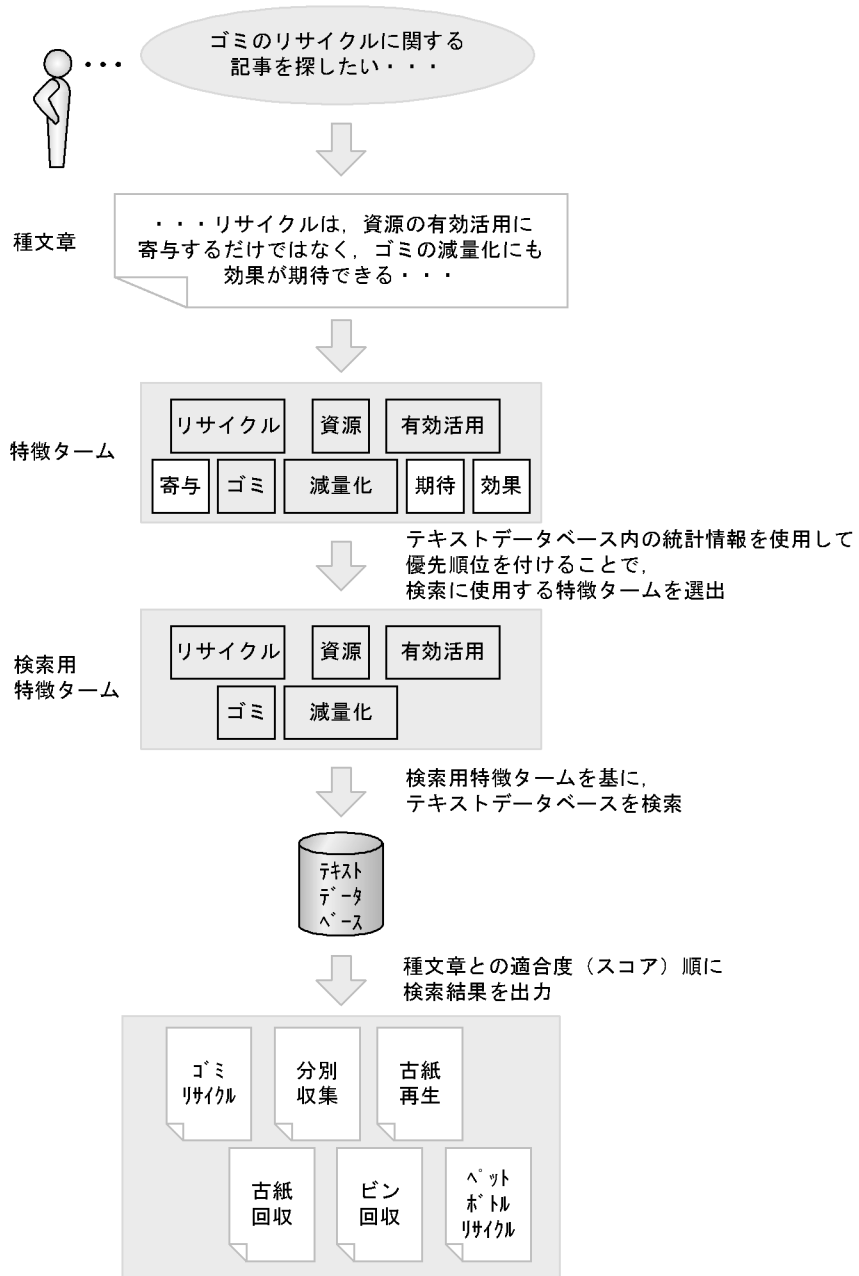 ゴミのリサイクルに関する
記事を探したい・・・
種文章
・・・リサイクルは，資源の有効活用に
寄与するだけではなく，ゴミの減量化にも
効果が期待できる・・・
特徴ターム
リサイクル 資源 有効活用
寄与 ゴミ 減量化 期待 効果
テキストデータベース内の統計情報を使用して
優先順位を付けることで，
検索に使用する特徴タームを選出
検索用
特徴ターム
リサイクル 資源 有効活用
ゴミ 減量化
検索用特徴タームを基に，
テキストデータベースを検索
ﾃｷｽﾄ
ﾃﾞｰﾀ
ﾍﾞｰｽ
種文章との適合度（スコア）順に
検索結果を出力
ｺﾞﾐ
ﾘｻｲｸﾙ
分別
収集
古紙
再生
古紙
回収
ビン
回収
ﾍﾟｯﾄ
ﾎﾞﾄﾙ
ﾘｻｲｸﾙ